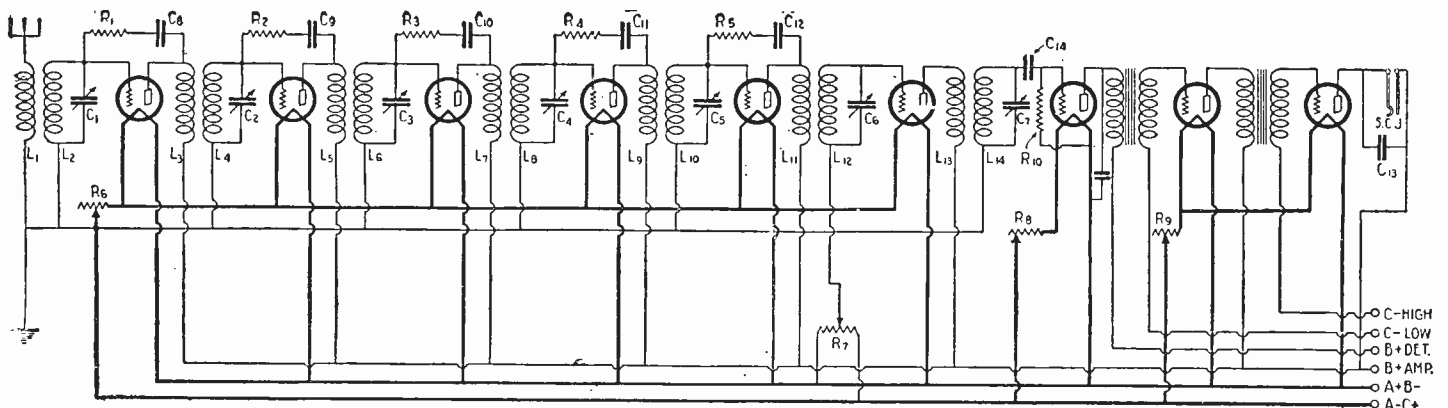 R1 C8 R2 C9 R3 C10 R4 C11 R5 C12 C14
C1 C2 C3 C4 C5 C6 C7 R10 S.C.J
C13
L1 L2 L3 L4 L5 L6 L7 L8 L9 L10 L11 L12 L13 L14
R6 R8 R9
R7
C-HIGH
C-LOW
B+DET.
B+AMP.
A+B-
A-C+